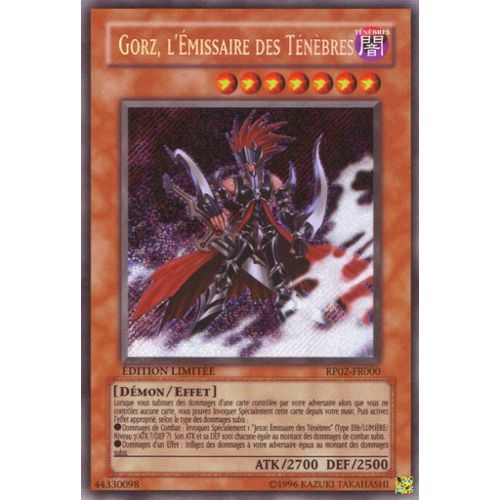 Gorz, l'Émissaire des Ténèbres
TÉNÈBRES
闇
ÉDITION LIMITÉE
RP02-FR000
[Démon/Effet]
Lorsque vous subissez des dommages d'une carte contrôlée par votre adversaire alors que vous ne
contrôlez aucune carte, vous pouvez Invoquer Spécialement cette carte depuis votre main. Puis activez
l'effet approprié, selon le type des dommages subis.
●Dommages de Combat : Invoquez Spécialement 1 "Jeton Émissaire des Ténèbres" (Type Elfe/LUMIÈRE/
Niveau 7/ATK ?/DEF ?). Son ATK et sa DEF sont chacune égale au montant des dommages de combat subis.
●Dommages d'un Effet : Infligez des dommages à votre adversaire égaux au montant des dommages subis.
ATK/2700 DEF/2500
44330098
©1996 KAZUKI TAKAHASHI